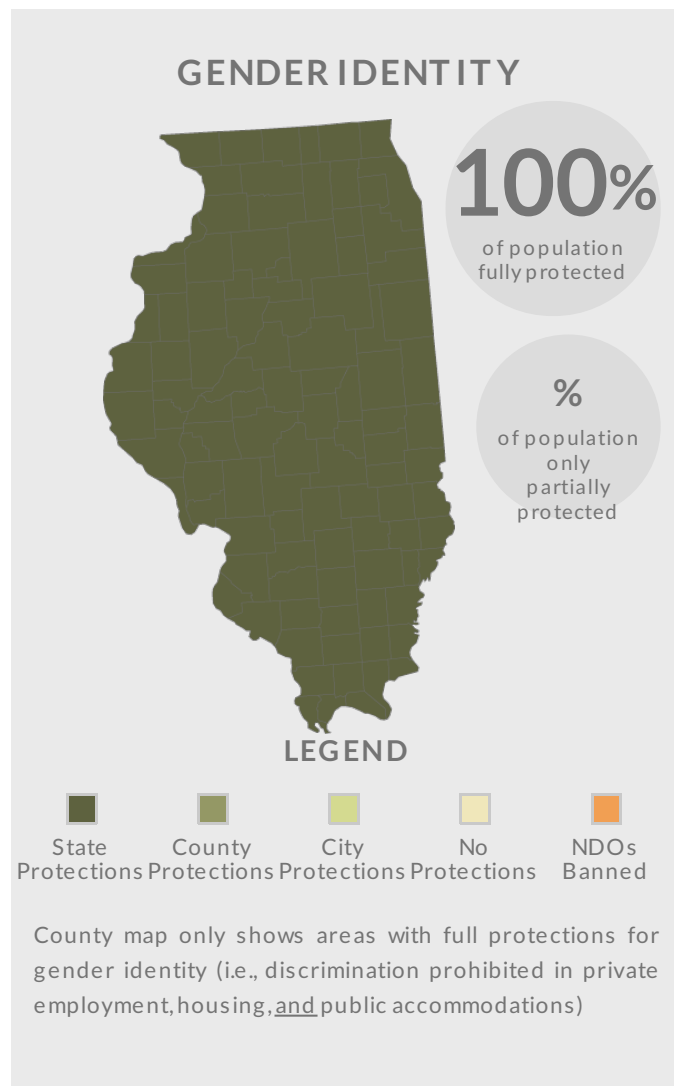 GENDER IDENTITY
100%
of population
fully protected
%
of population
only
partially
protected
LEGEND
State
Protections
County
Protections
City
Protections
No
Protections
NDOs
Banned
County map only shows areas with full protections for
gender identity (i.e., discrimination prohibited in private
employment, housing, and public accommodations)